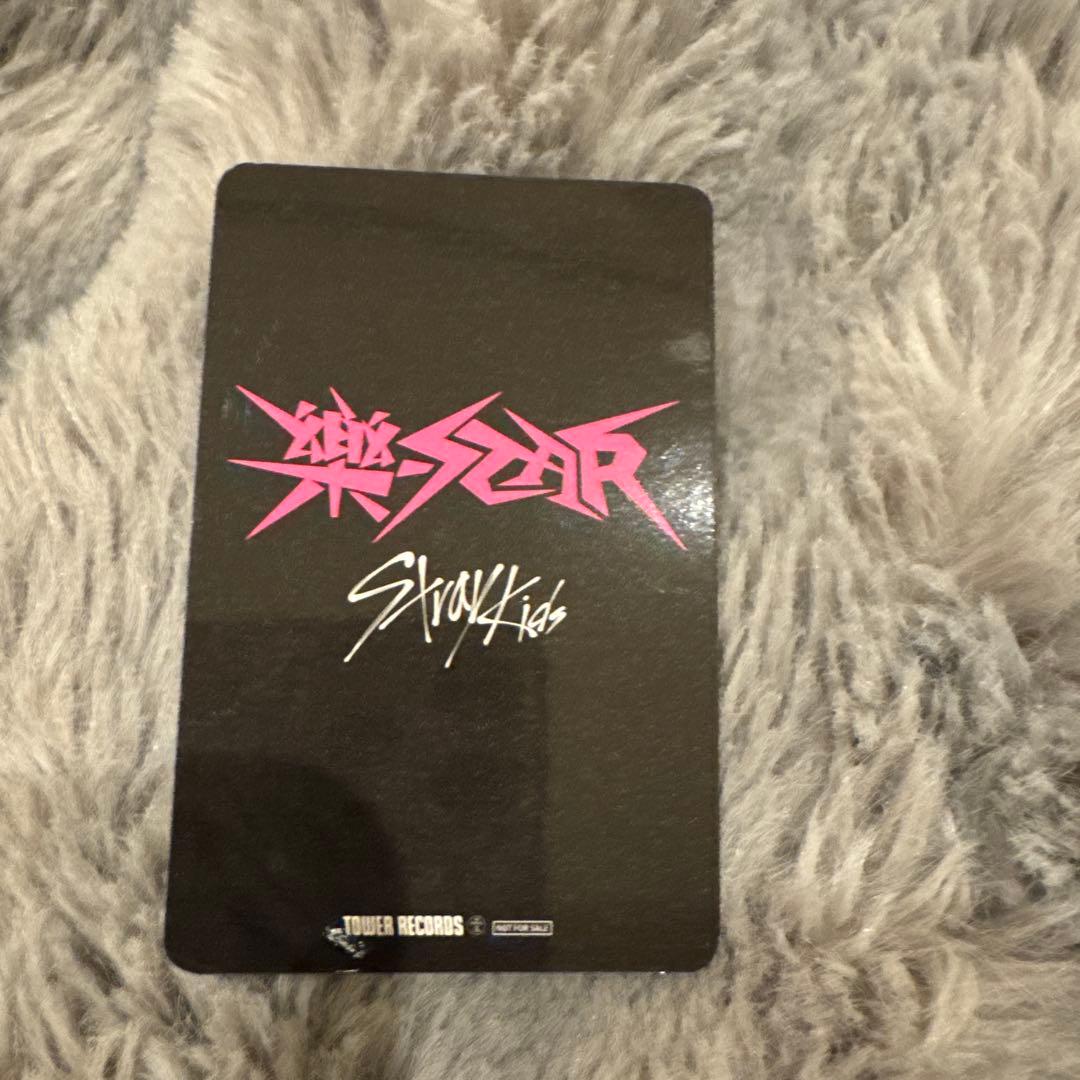 樂-STAR
Stray Kids
TOWER RECORDS NOT FOR SALE